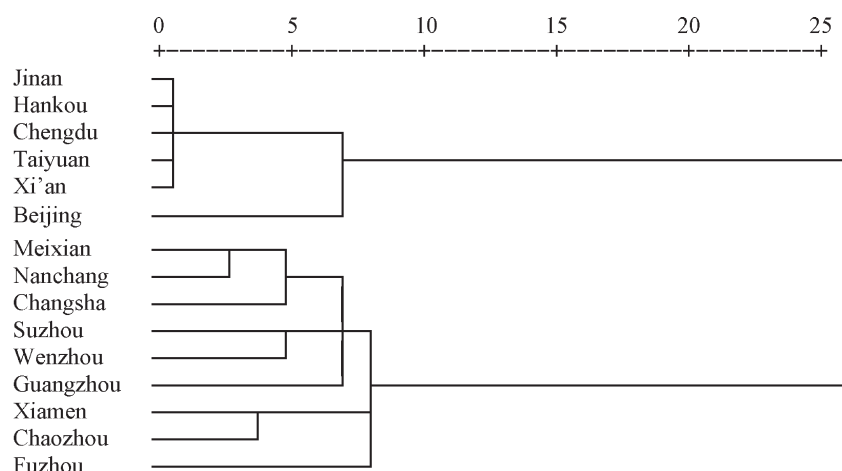 0 5 10 15 20 25
Jinan
Hankou
Chengdu
Taiyuan
Xi’an
Beijing
Meixian
Nanchang
Changsha
Suzhou
Wenzhou
Guangzhou
Xiamen
Chaozhou
Fuzhou